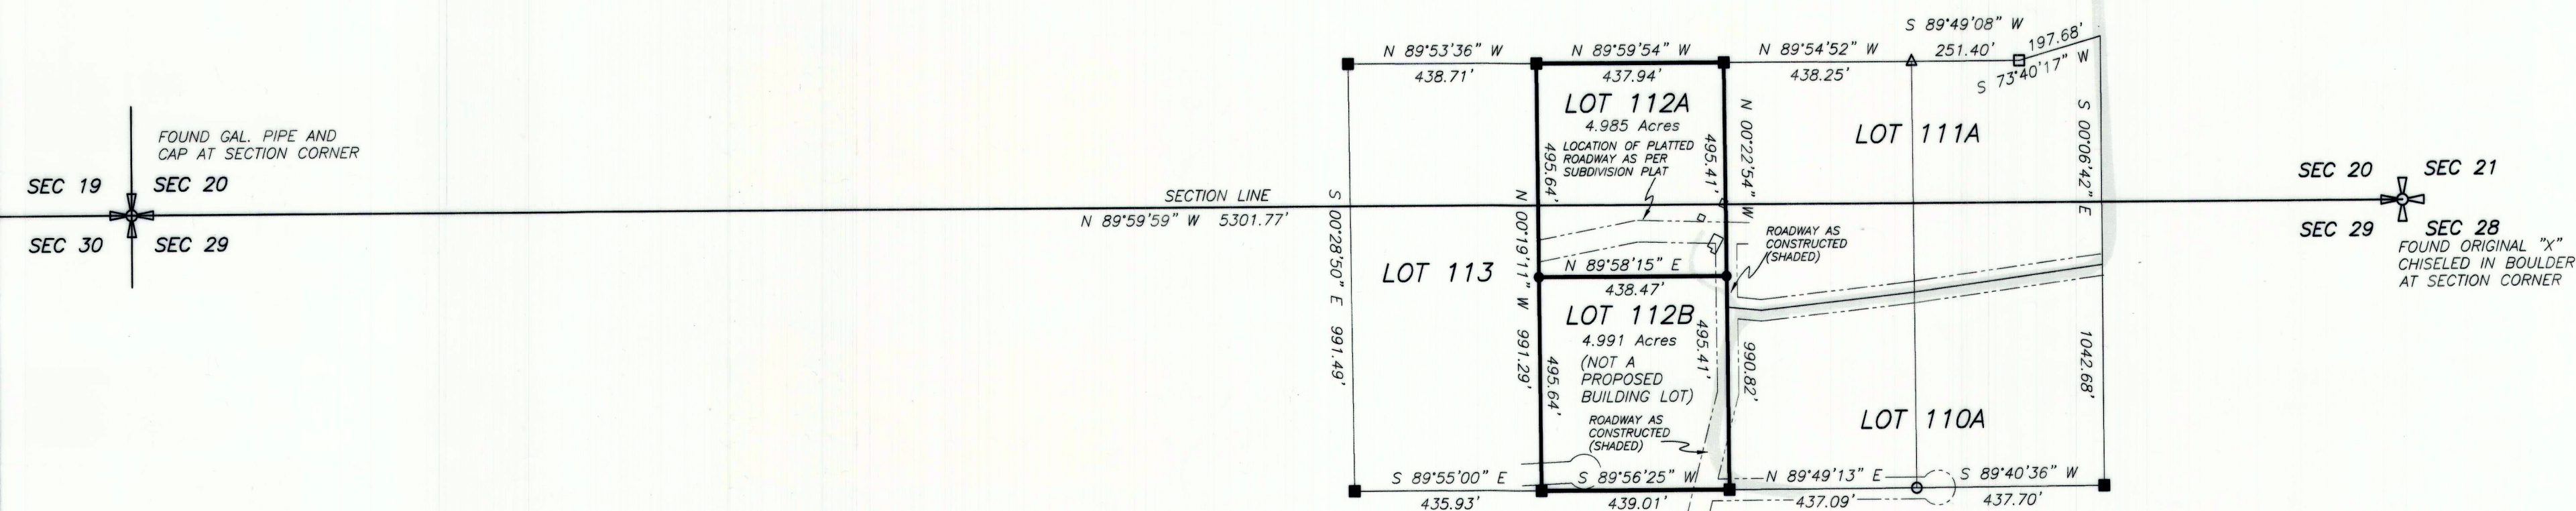 FOUND GAL. PIPE AND
CAP AT SECTION CORNER
SEC 19
SEC 20
SEC 30
SEC 29
SECTION LINE
N 89°59'59" W 5301.77'
N 89°53'36" W
438.71'
N 89°59'54" W
437.94'
N 89°54'52" W
438.25'
S 89°49'08" W
251.40'
197.68'
S 73°40'17" W
LOT 112A
4.985 Acres
LOCATION OF PLATTED
ROADWAY AS PER
SUBDIVISION PLAT
495.64'
495.41'
N 00°22'54" W
990.82'
LOT 111A
S 00°06'42" E
1042.68'
S 00°28'50" E 991.49'
LOT 113
N 00°19'11" W 991.29'
N 89°58'15" E
438.47'
ROADWAY AS
CONSTRUCTED
(SHADED)
LOT 112B
4.991 Acres
(NOT A
PROPOSED
BUILDING LOT)
495.64'
495.41'
ROADWAY AS
CONSTRUCTED
(SHADED)
LOT 110A
S 89°55'00" E
435.93'
S 89°56'25" W
439.01'
N 89°49'13" E
437.09'
S 89°40'36" W
437.70'
SEC 20
SEC 21
SEC 29
SEC 28
FOUND ORIGINAL "X"
CHISELED IN BOULDER
AT SECTION CORNER